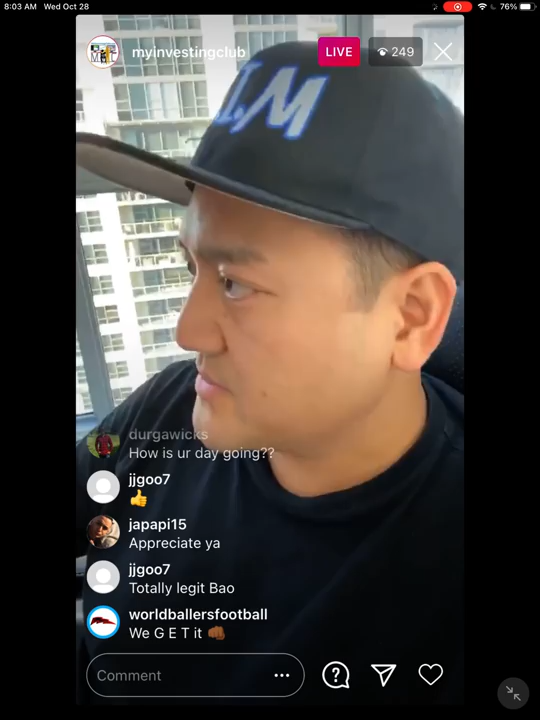 8:03 AM Wed Oct 28
76%
myinvestingclub
LIVE
249
durgawicks
How is ur day going??
jjgoo7
👍
japapi15
Appreciate ya
jjgoo7
Totally legit Bao
worldballersfootball
We G E T it 👊🏾
Comment